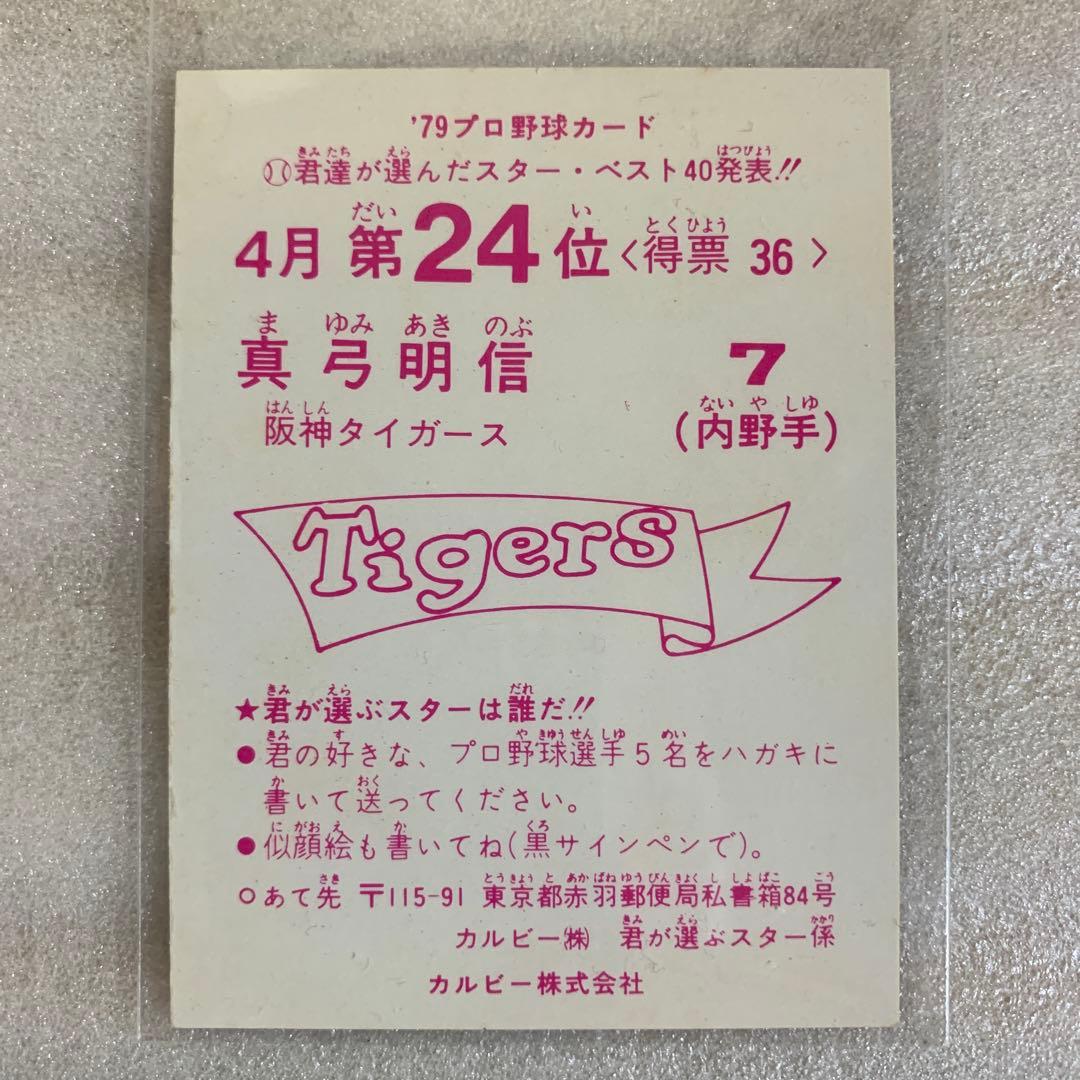 '79プロ野球カード
君達が選んだスター・ベスト40発表!!
4月 第24位〈得票 36〉
真弓明信 7
阪神タイガース (内野手)
Tigers
★君が選ぶスターは誰だ!!
●君の好きな、プロ野球選手5名をハガキに
書いて送ってください。
●似顔絵も書いてね(黒サインペンで)。
○あて先 〒115-91 東京都赤羽郵便局私書箱84号
カルビー㈱ 君が選ぶスター係
カルビー株式会社